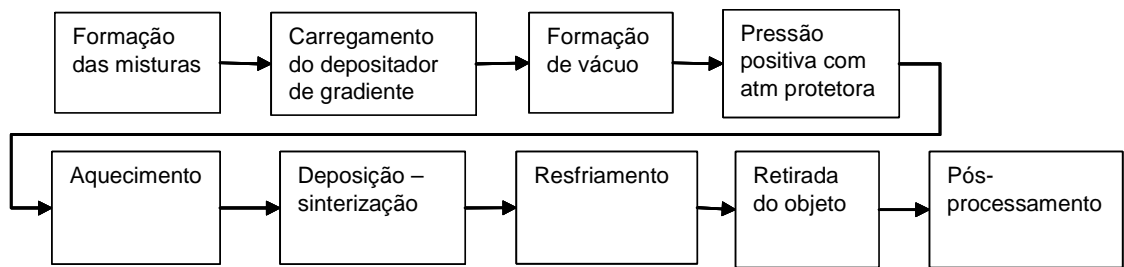 Formação
das misturas
Carregamento
do depositador
de gradiente
Formação
de vácuo
Pressão
positiva com
atm protetora
Aquecimento
Deposição –
sinterização
Resfriamento
Retirada
do objeto
Pós-
processamento